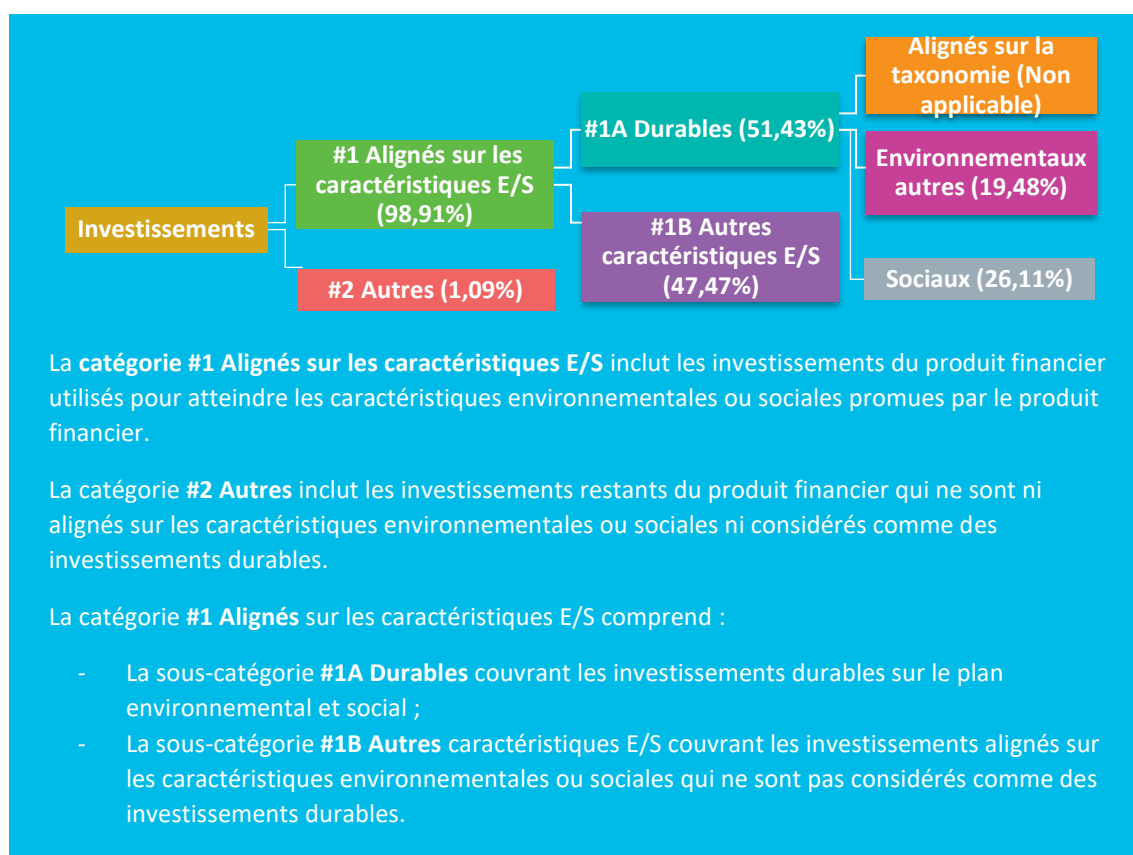 Alignés sur la
taxonomie (Non
applicable)
#1A Durables (51,43%)
#1 Alignés sur les
caractéristiques E/S
(98,91%)
Environnementaux
autres (19,48%)
Investissements
#1B Autres
caractéristiques E/S
(47,47%)
#2 Autres (1,09%)
Sociaux (26,11%)
La catégorie #1 Alignés sur les caractéristiques E/S inclut les investissements du produit financier
utilisés pour atteindre les caractéristiques environnementales ou sociales promues par le produit
financier.
La catégorie #2 Autres inclut les investissements restants du produit financier qui ne sont ni
alignés sur les caractéristiques environnementales ou sociales ni considérés comme des
investissements durables.
La catégorie #1 Alignés sur les caractéristiques E/S comprend :
- La sous-catégorie #1A Durables couvrant les investissements durables sur le plan
environnemental et social ;
- La sous-catégorie #1B Autres caractéristiques E/S couvrant les investissements alignés sur
les caractéristiques environnementales ou sociales qui ne sont pas considérés comme des
investissements durables.